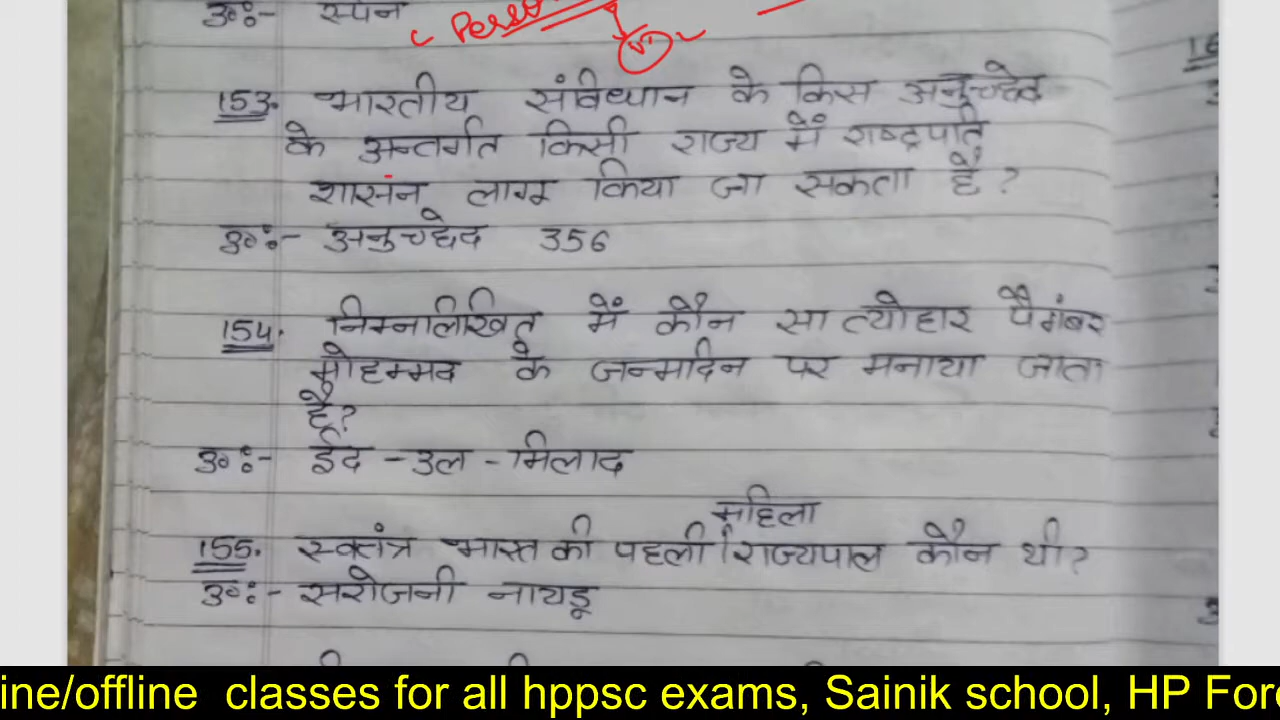 उ०:- स्पेन
153. भारतीय संविधान के किस अनुच्छेद
के अन्तर्गत किसी राज्य में राष्ट्रपति
शासन लागू किया जा सकता है ?
उ०:- अनुच्छेद 356
154. निम्नलिखित में कौन सा त्योहार पैगंबर
मोहम्मद के जन्मदिन पर मनाया जाता
है?
उ०:- ईद - उल - मिलाद
महिला
155. स्वतंत्र भारत की पहली राज्यपाल कौन थी?
उ०:- सरोजनी नायडू
ine/offline classes for all hppsc exams, Sainik school, HP For